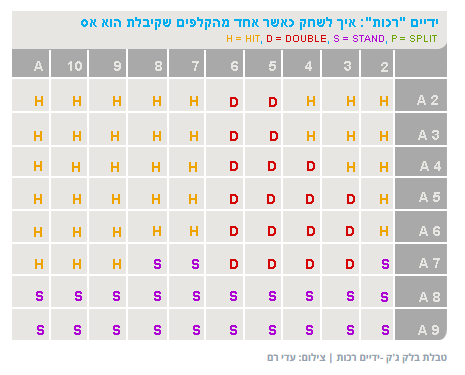 ידיים "רכות": איך לשחק כאשר אחד מהקלפים שקיבלת הוא אס
H = HIT, D = DOUBLE, S = STAND, P = SPLIT
A 10 9 8 7 6 5 4 3 2
H H H H H D D H H H A 2
H H H H H D D H H H A 3
H H H H H D D D H H A 4
H H H H H D D D D H A 5
H H H H H D D D D H A 6
H H H S S D D D D S A 7
S S S S S S S S S S A 8
S S S S S S S S S S A 9
טבלת בלק ג'ק -ידיים רכות | צילום: עדי רם